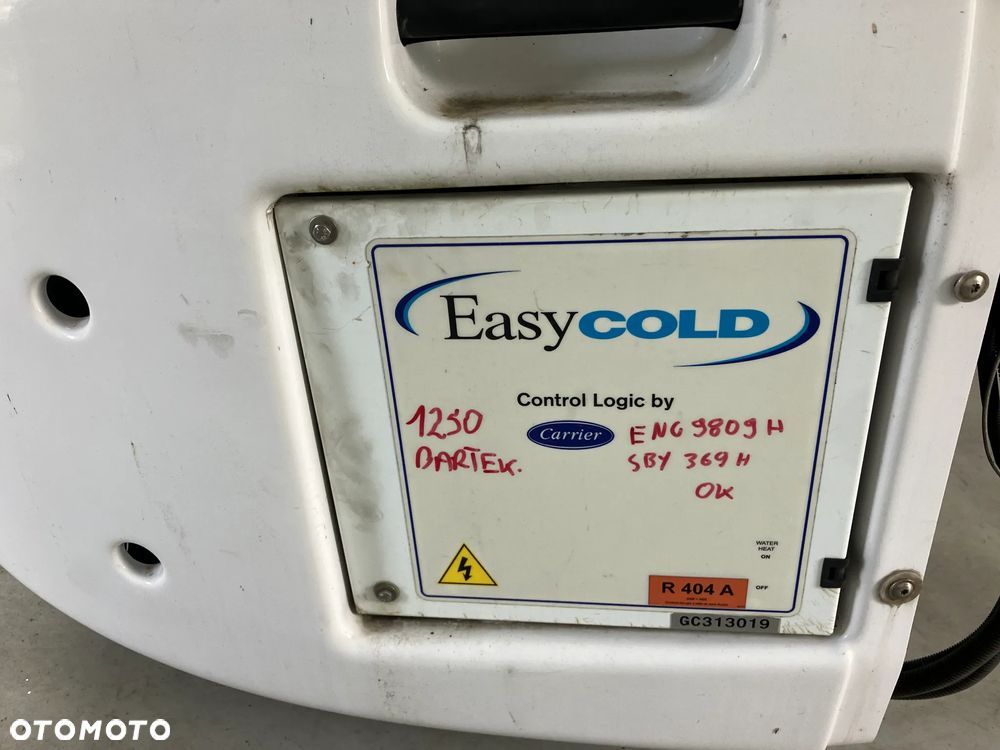 EasyCOLD
Control Logic by
Carrier
1250
BARTEK.
ENG 9809 H
SBY 369 H
OK
WATER
HEAT
ON
OFF
R 404 A
GC313019
OTOMOTO